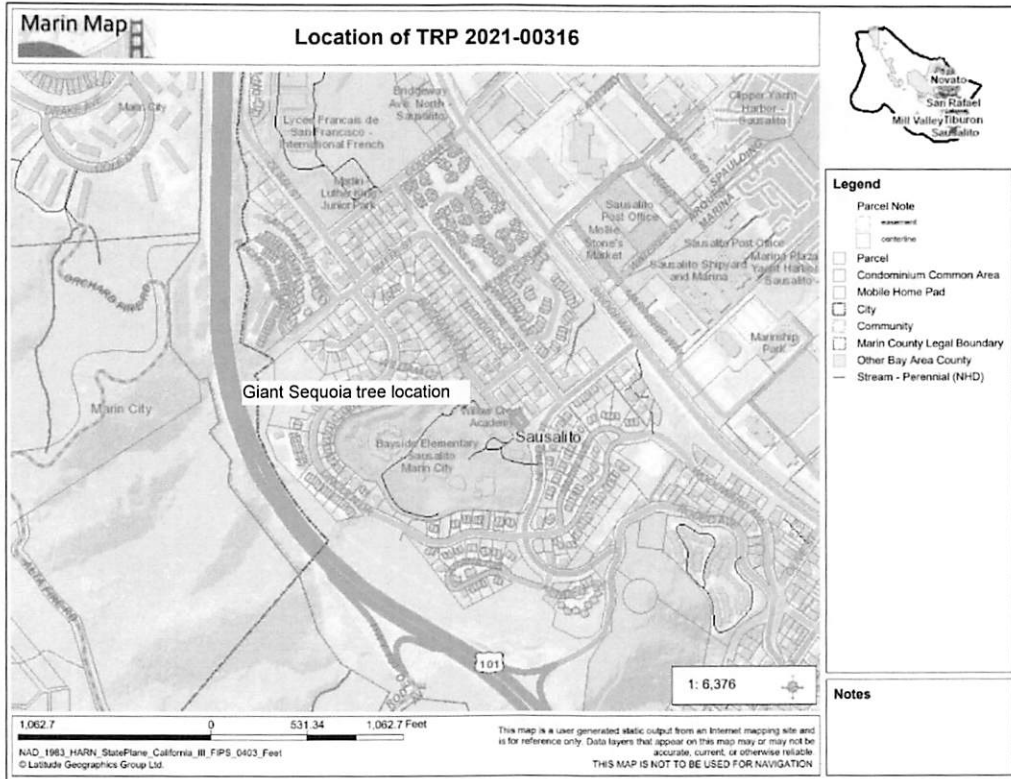 Marin Map
Location of TRP 2021-00316
Novato
San Rafael
Mill Valley Tiburon
Sausalito
Marin City
DRAKE AVE
Bridgeway
Ave. North -
Sausalito
Clipper Yacht
Harbor -
Sausalito
Lycee Francais de
San Francisco -
International French
Martin
Luther King
Junior Park
SPAULDING
MARINA
Sausalito
Post Office
Mollie
Stone's
Market
Sausalito Post Office
Sausalito Shipyard
and Marina
Marina Plaza
Yacht Harbor
Sausalito -
Marinship
Park
Marin City
Giant Sequoia tree location
Willow Creek
Academy
Sausalito
Bayside Elementary
- Sausalito
Marin City
101
1: 6,376
Legend
Parcel Note
easement
centerline
Parcel
Condominium Common Area
Mobile Home Pad
City
Community
Marin County Legal Boundary
Other Bay Area County
Stream - Perennial (NHD)
Notes
1,062.7 0 531.34 1,062.7 Feet
NAD_1983_HARN_StatePlane_California_III_FIPS_0403_Feet
© Latitude Geographics Group Ltd.
This map is a user generated static output from an Internet mapping site and
is for reference only. Data layers that appear on this map may or may not be
accurate, current, or otherwise reliable.
THIS MAP IS NOT TO BE USED FOR NAVIGATION